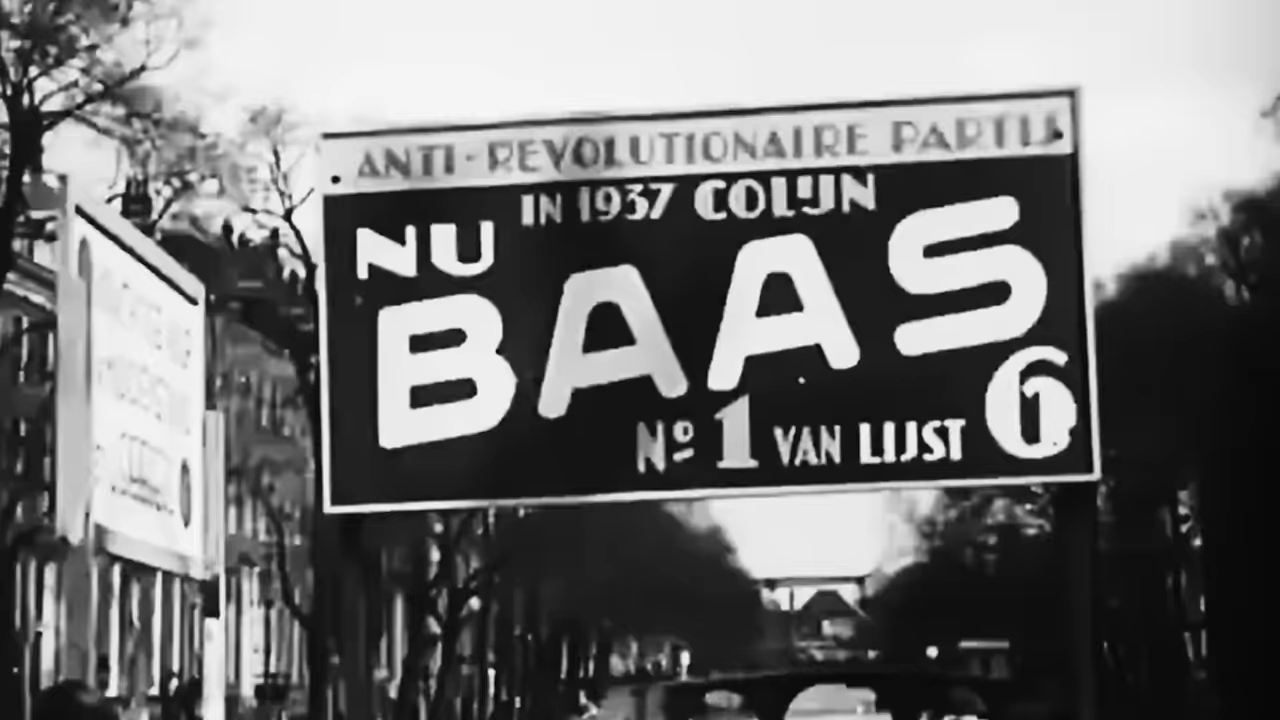 ANTI-REVOLUTIONAIRE PARTIJ
IN 1937 COLIJN
NU
BAAS
Nº 1 VAN LIJST 6